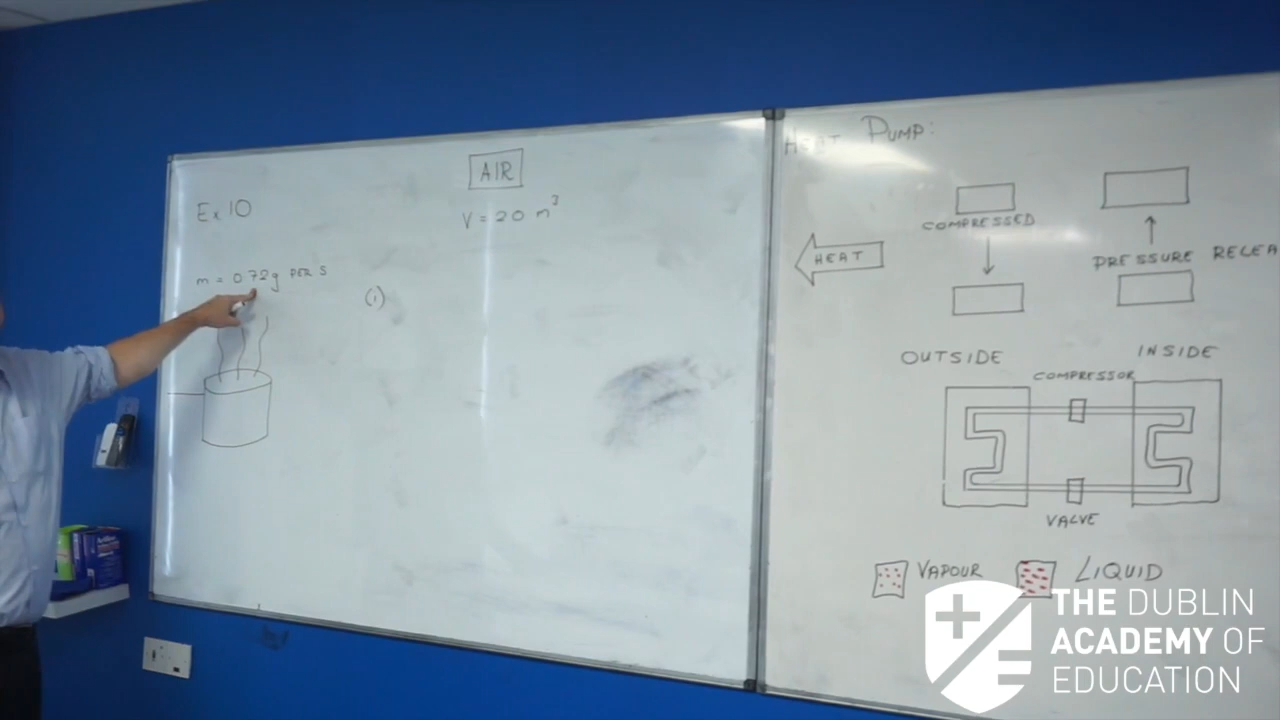 AIR
Ex 10
V = 20 m³
m = 0.72g PER S
(i)
HEAT PUMP:
COMPRESSED
HEAT
PRESSURE RELEA
OUTSIDE
INSIDE
COMPRESSOR
VALVE
VAPOUR
LIQUID
THE DUBLIN
ACADEMY OF
EDUCATION